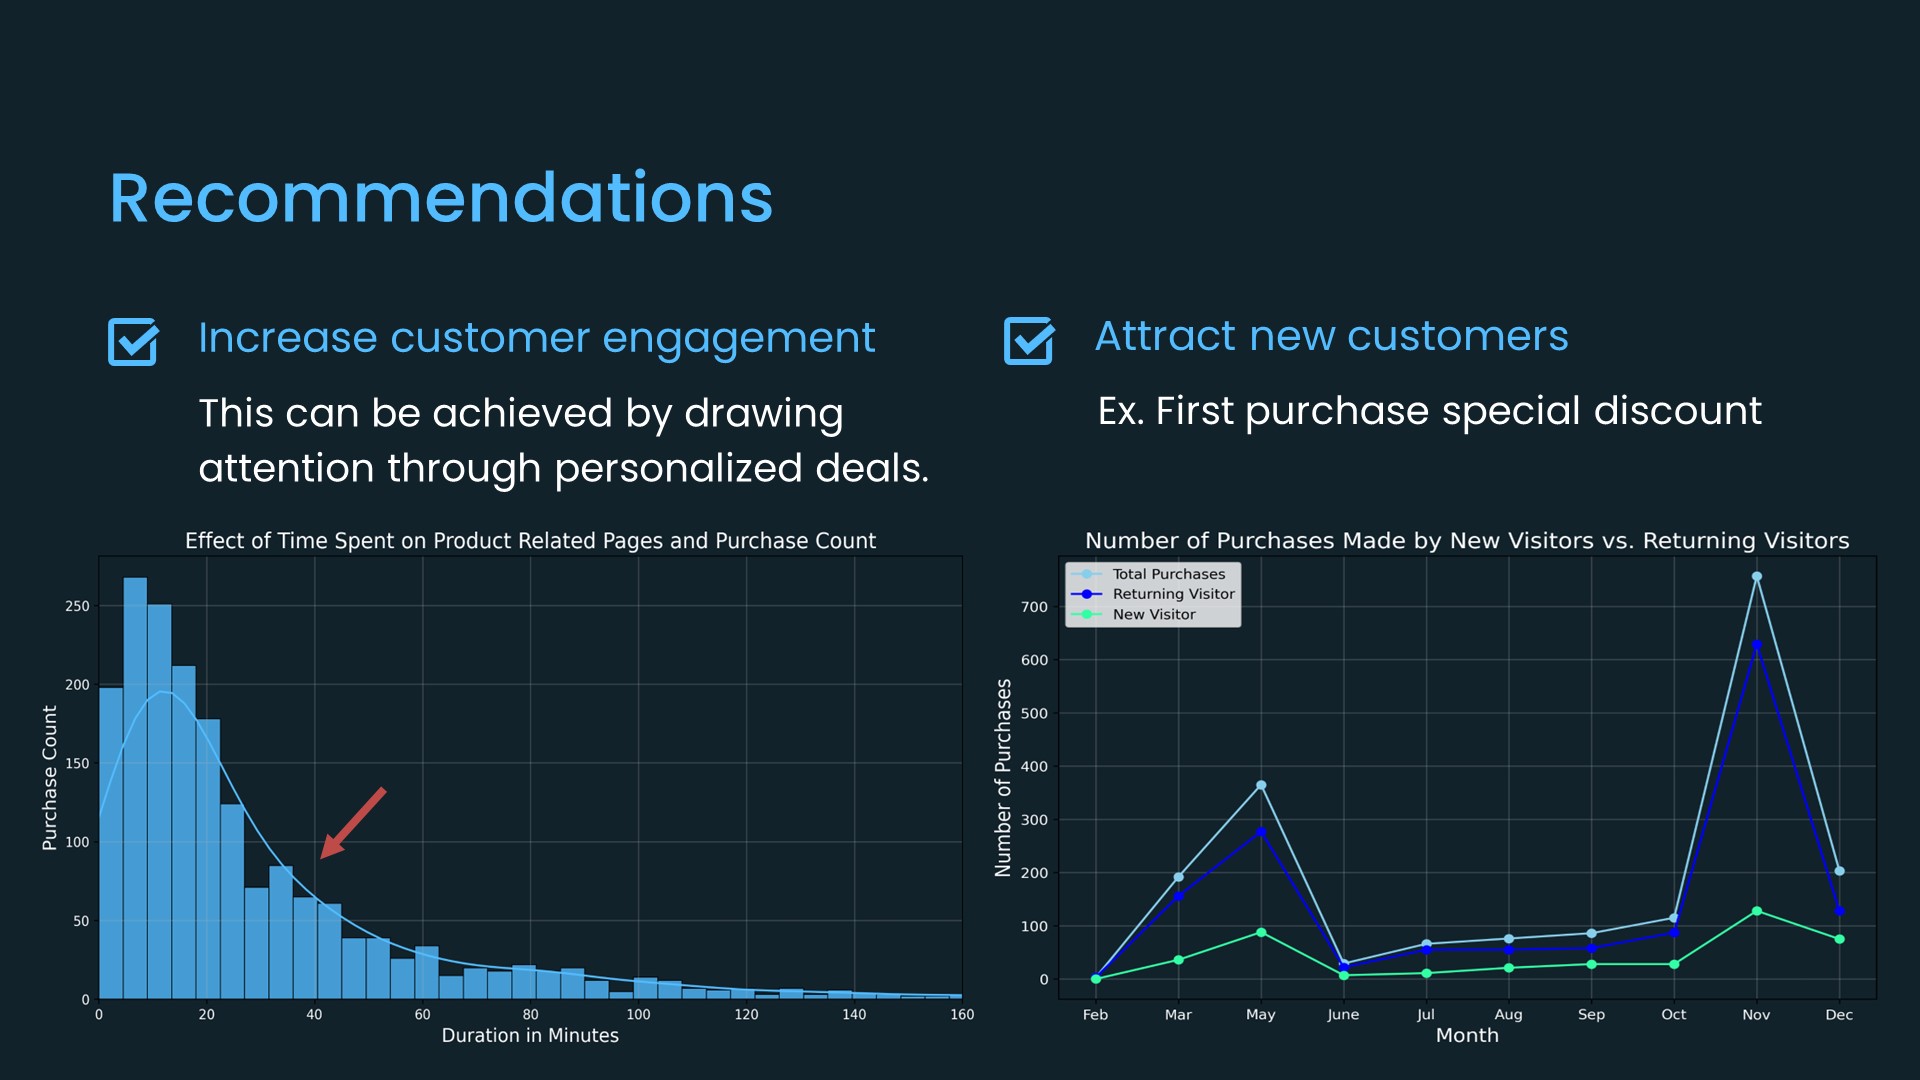 Recommendations
Increase customer engagement
This can be achieved by drawing
attention through personalized deals.
Attract new customers
Ex. First purchase special discount
Effect of Time Spent on Product Related Pages and Purchase Count
Purchase Count
250
200
150
100
50
0
0 20 40 60 80 100 120 140 160
Duration in Minutes
Number of Purchases Made by New Visitors vs. Returning Visitors
Total Purchases
Returning Visitor
New Visitor
Number of Purchases
700
600
500
400
300
200
100
0
Feb Mar May June Jul Aug Sep Oct Nov Dec
Month